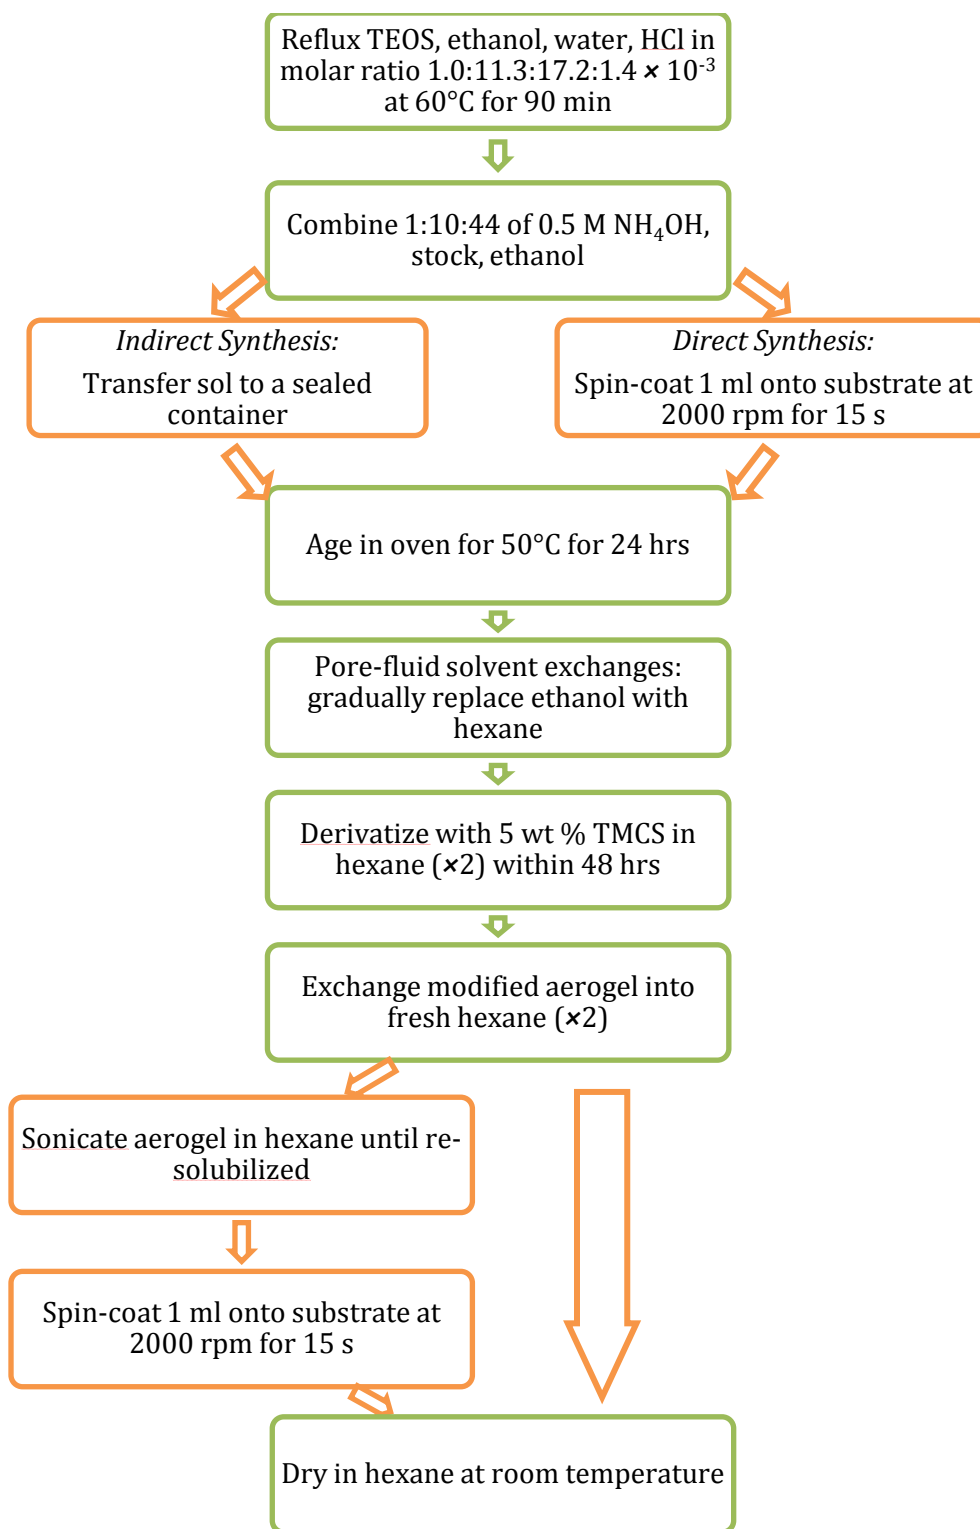 Reflux TEOS, ethanol, water, HCl in
molar ratio 1.0:11.3:17.2:1.4 × 10⁻³
at 60°C for 90 min
Combine 1:10:44 of 0.5 M NH₄OH,
stock, ethanol
Indirect Synthesis:
Transfer sol to a sealed
container
Direct Synthesis:
Spin-coat 1 ml onto substrate at
2000 rpm for 15 s
Age in oven for 50°C for 24 hrs
Pore-fluid solvent exchanges:
gradually replace ethanol with
hexane
Derivatize with 5 wt % TMCS in
hexane (×2) within 48 hrs
Exchange modified aerogel into
fresh hexane (×2)
Sonicate aerogel in hexane until re-
solubilized
Spin-coat 1 ml onto substrate at
2000 rpm for 15 s
Dry in hexane at room temperature